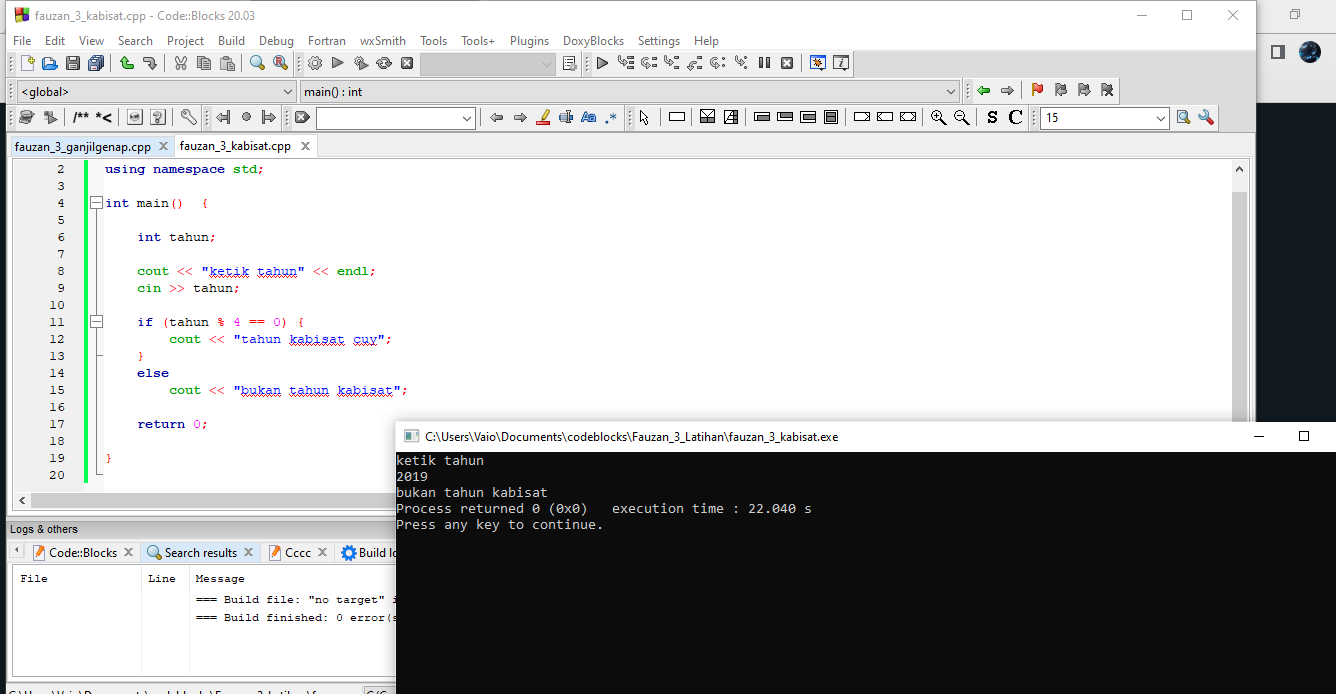 fauzan_3_kabisat.cpp - Code::Blocks 20.03
File Edit View Search Project Build Debug Fortran wxSmith Tools Tools+ Plugins DoxyBlocks Settings Help
<global> main() : int
/** *< Aa .* S C 15
fauzan_3_ganjilgenap.cpp fauzan_3_kabisat.cpp
2 using namespace std;
3
4 int main()  {
5
6 int tahun;
7
8 cout << "ketik tahun" << endl;
9 cin >> tahun;
10
11 if (tahun % 4 == 0) {
12 cout << "tahun kabisat cuy";
13 }
14 else
15 cout << "bukan tahun kabisat";
16
17 return 0;
18
19 }
20
C:\Users\Vaio\Documents\codeblocks\Fauzan_3_Latihan\fauzan_3_kabisat.exe
ketik tahun
2019
bukan tahun kabisat
Process returned 0 (0x0)   execution time : 22.040 s
Press any key to continue.
Logs & others
Code::Blocks Search results Cccc Build lo
File Line Message
=== Build file: "no target" i
=== Build finished: 0 error(s